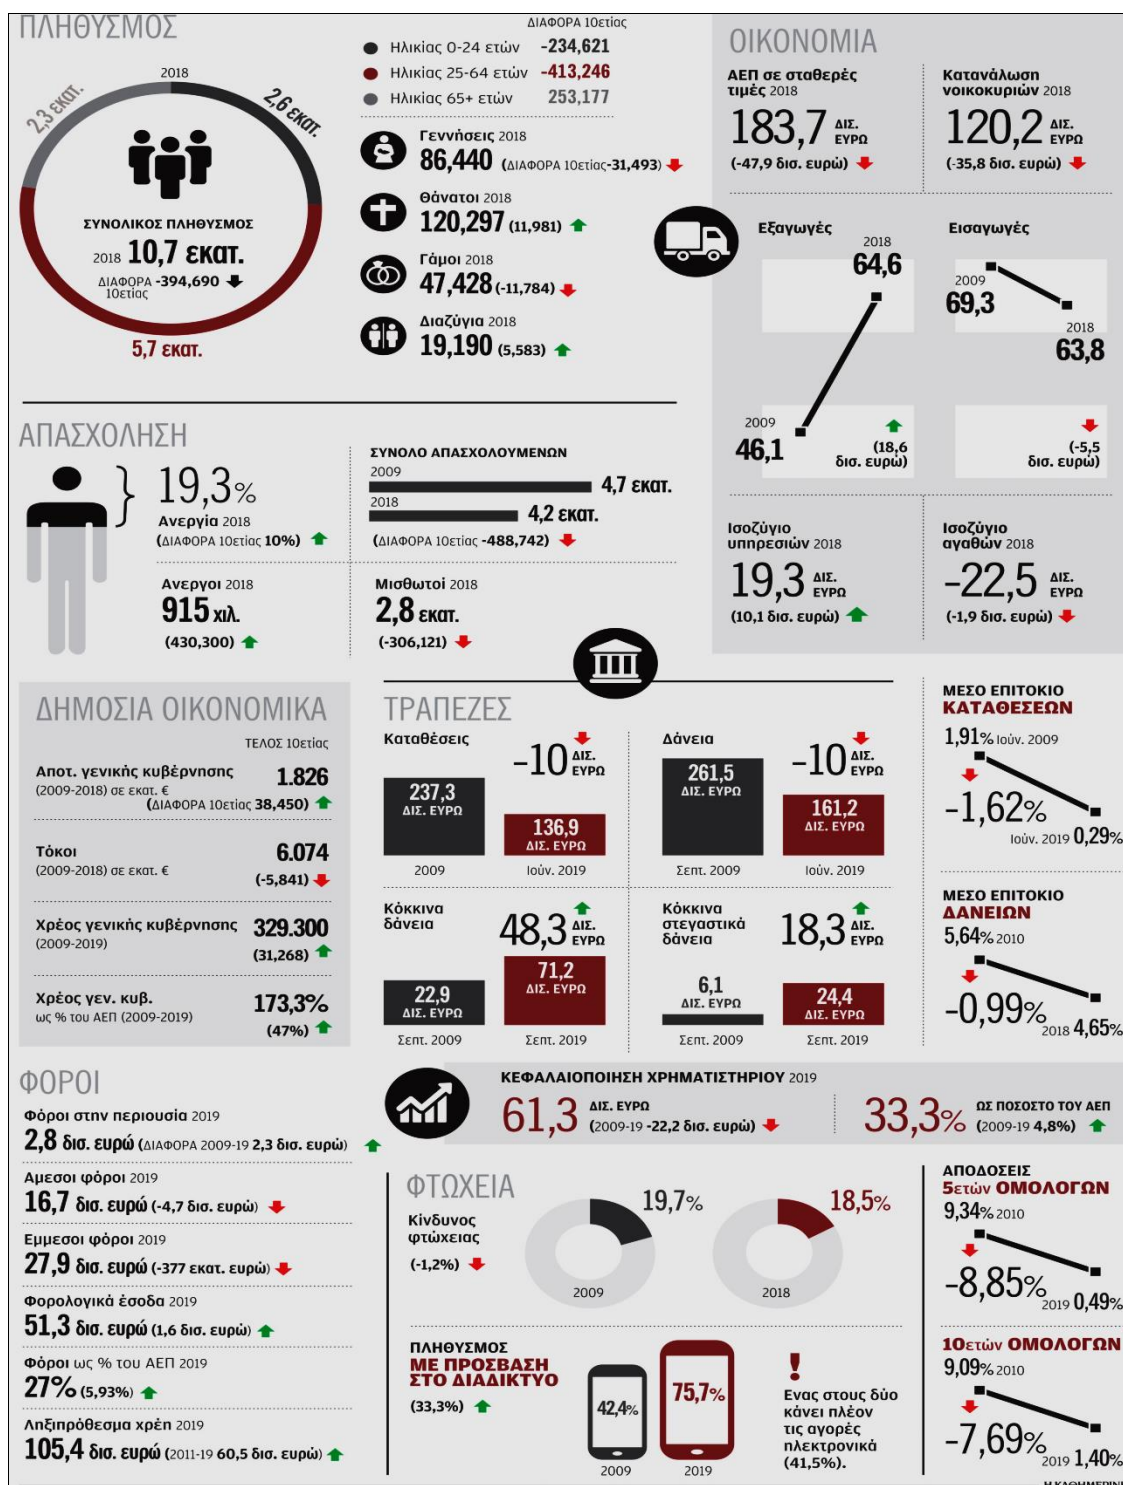 ΠΛΗΘΥΣΜΟΣ
2018
2,3 εκατ.
2,6 εκατ.
ΣΥΝΟΛΙΚΟΣ ΠΛΗΘΥΣΜΟΣ
2018 10,7 εκατ.
ΔΙΑΦΟΡΑ -394,690
10ετίας
5,7 εκατ.
ΔΙΑΦΟΡΑ 10ετίας
Ηλικίας 0-24 ετών -234,621
Ηλικίας 25-64 ετών -413,246
Ηλικίας 65+ ετών 253,177
Γεννήσεις 2018
86,440 (ΔΙΑΦΟΡΑ 10ετίας-31,493)
Θάνατοι 2018
120,297 (11,981)
Γάμοι 2018
47,428 (-11,784)
Διαζύγια 2018
19,190 (5,583)
ΟΙΚΟΝΟΜΙΑ
ΑΕΠ σε σταθερές
τιμές 2018
183,7 ΔΙΣ.
ΕΥΡΩ
(-47,9 δισ. ευρώ)
Κατανάλωση
νοικοκυριών 2018
120,2 ΔΙΣ.
ΕΥΡΩ
(-35,8 δισ. ευρώ)
Εξαγωγές
2018
64,6
2009
46,1
(18,6
δισ. ευρώ)
Εισαγωγές
2009
69,3
2018
63,8
(-5,5
δισ. ευρώ)
Ισοζύγιο
υπηρεσιών 2018
19,3 ΔΙΣ.
ΕΥΡΩ
(10,1 δισ. ευρώ)
Ισοζύγιο
αγαθών 2018
-22,5 ΔΙΣ.
ΕΥΡΩ
(-1,9 δισ. ευρώ)
ΑΠΑΣΧΟΛΗΣΗ
19,3%
Ανεργία 2018
(ΔΙΑΦΟΡΑ 10ετίας 10%)
ΣΥΝΟΛΟ ΑΠΑΣΧΟΛΟΥΜΕΝΩΝ
2009
4,7 εκατ.
2018
4,2 εκατ.
(ΔΙΑΦΟΡΑ 10ετίας -488,742)
Ανεργοι 2018
915 χιλ.
(430,300)
Μισθωτοί 2018
2,8 εκατ.
(-306,121)
ΔΗΜΟΣΙΑ ΟΙΚΟΝΟΜΙΚΑ
ΤΕΛΟΣ 10ετίας
Αποτ. γενικής κυβέρνησης 1.826
(2009-2018) σε εκατ. €
(ΔΙΑΦΟΡΑ 10ετίας 38,450)
Τόκοι 6.074
(2009-2018) σε εκατ. €
(-5,841)
Χρέος γενικής κυβέρνησης 329.300
(2009-2019)
(31,268)
Χρέος γεν. κυβ. 173,3%
ως % του ΑΕΠ (2009-2019)
(47%)
ΤΡΑΠΕΖΕΣ
Καταθέσεις
-10 ΔΙΣ.
ΕΥΡΩ
237,3
ΔΙΣ. ΕΥΡΩ
136,9
ΔΙΣ. ΕΥΡΩ
2009
Ιούν. 2019
Δάνεια
-10 ΔΙΣ.
ΕΥΡΩ
261,5
ΔΙΣ. ΕΥΡΩ
161,2
ΔΙΣ. ΕΥΡΩ
Σεπτ. 2009
Ιούν. 2019
Κόκκινα
δάνεια
48,3 ΔΙΣ.
ΕΥΡΩ
22,9
ΔΙΣ. ΕΥΡΩ
71,2
ΔΙΣ. ΕΥΡΩ
Σεπτ. 2009
Σεπτ. 2019
Κόκκινα
στεγαστικά
δάνεια
18,3 ΔΙΣ.
ΕΥΡΩ
6,1
ΔΙΣ. ΕΥΡΩ
24,4
ΔΙΣ. ΕΥΡΩ
Σεπτ. 2009
Σεπτ. 2019
ΜΕΣΟ ΕΠΙΤΟΚΙΟ
ΚΑΤΑΘΕΣΕΩΝ
1,91% Ιούν. 2009
-1,62%
Ιούν. 2019 0,29%
ΜΕΣΟ ΕΠΙΤΟΚΙΟ
ΔΑΝΕΙΩΝ
5,64% 2010
-0,99%
2018 4,65%
ΦΟΡΟΙ
Φόροι στην περιουσία 2019
2,8 δισ. ευρώ (ΔΙΑΦΟΡΑ 2009-19 2,3 δισ. ευρώ)
Αμεσοι φόροι 2019
16,7 δισ. ευρώ (-4,7 δισ. ευρώ)
Εμμεσοι φόροι 2019
27,9 δισ. ευρώ (-377 εκατ. ευρώ)
Φορολογικά έσοδα 2019
51,3 δισ. ευρώ (1,6 δισ. ευρώ)
Φόροι ως % του ΑΕΠ 2019
27% (5,93%)
Ληξιπρόθεσμα χρέη 2019
105,4 δισ. ευρώ (2011-19 60,5 δισ. ευρώ)
ΚΕΦΑΛΑΙΟΠΟΙΗΣΗ ΧΡΗΜΑΤΙΣΤΗΡΙΟΥ 2019
61,3 ΔΙΣ. ΕΥΡΩ
(2009-19 -22,2 δισ. ευρώ)
33,3% ΩΣ ΠΟΣΟΣΤΟ ΤΟΥ ΑΕΠ
(2009-19 4,8%)
ΦΤΩΧΕΙΑ
Κίνδυνος
φτώχειας
(-1,2%)
19,7%
2009
18,5%
2018
ΠΛΗΘΥΣΜΟΣ
ΜΕ ΠΡΟΣΒΑΣΗ
ΣΤΟ ΔΙΑΔΙΚΤΥΟ
(33,3%)
42,4%
2009
75,7%
2019
!
Ενας στους δύο
κάνει πλέον
τις αγορές
ηλεκτρονικά
(41,5%).
ΑΠΟΔΟΣΕΙΣ
5ετών ΟΜΟΛΟΓΩΝ
9,34% 2010
-8,85%
2019 0,49%
10ετών ΟΜΟΛΟΓΩΝ
9,09% 2010
-7,69%
2019 1,40%